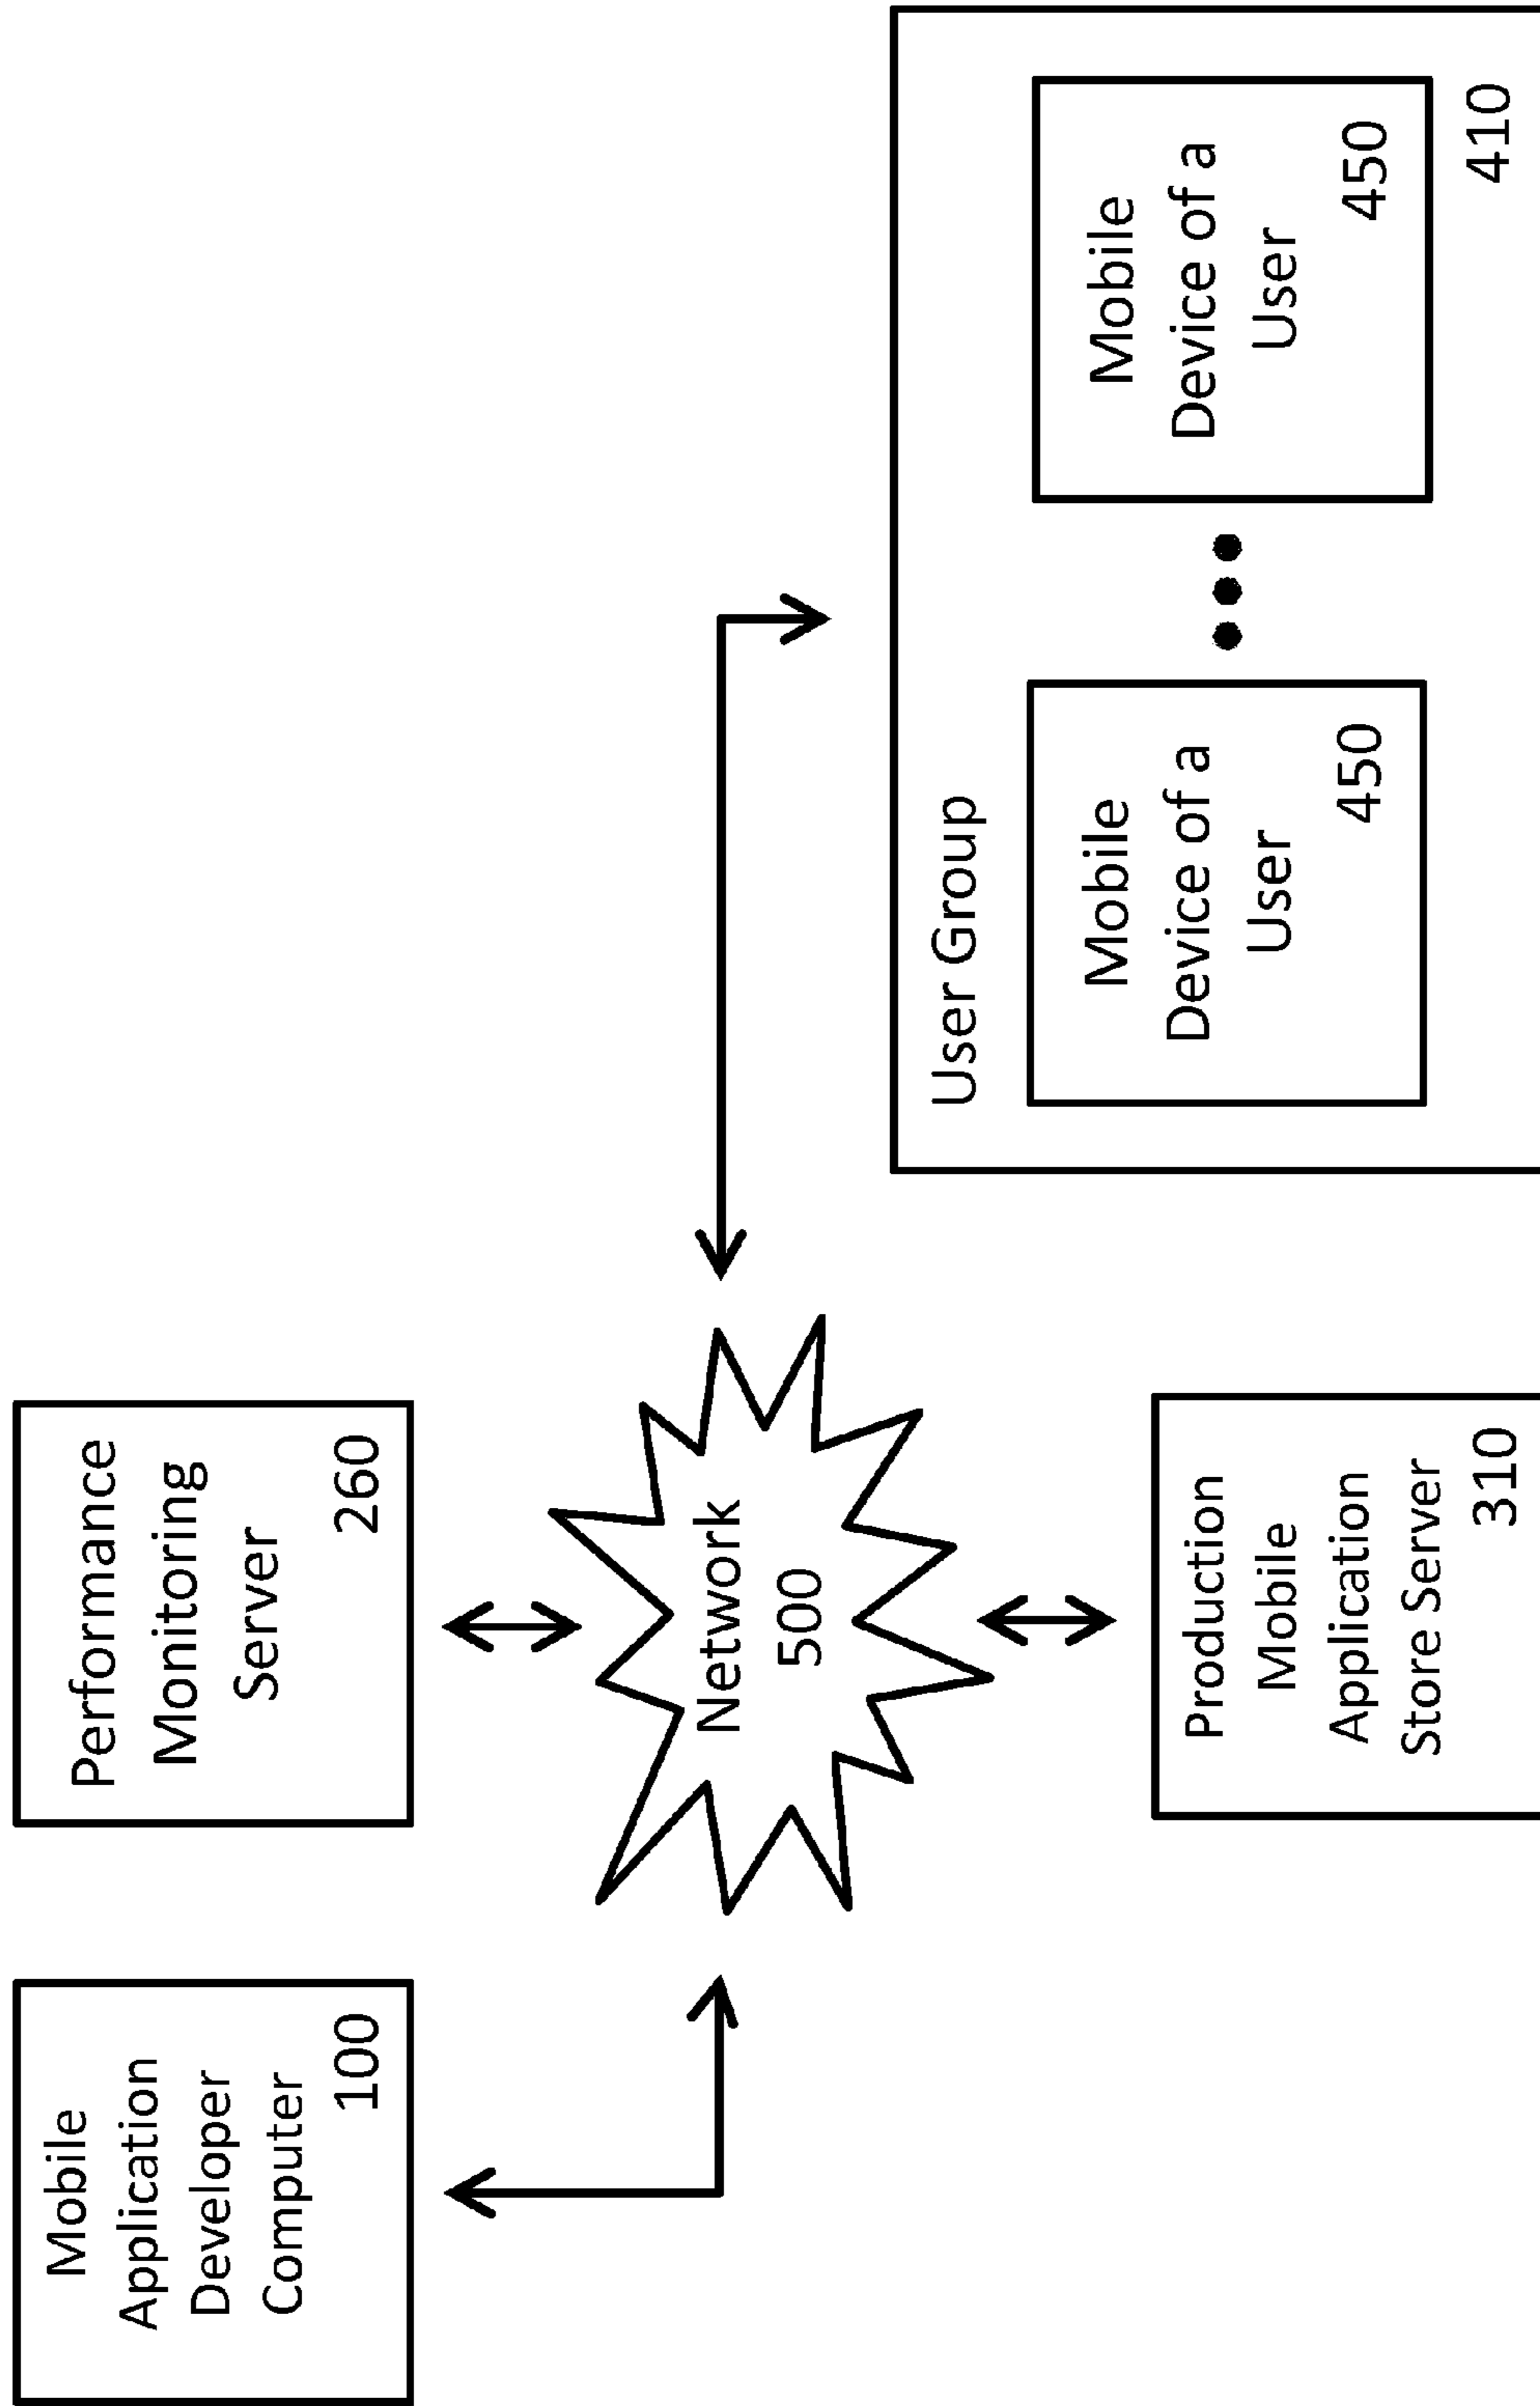 Mobile
Application
Developer
Computer
100
Performance
Monitoring
Server
260
Network
500
Production
Mobile
Application
Store Server
310
User Group
Mobile
Device of a
User
450
Mobile
Device of a
User
450
410